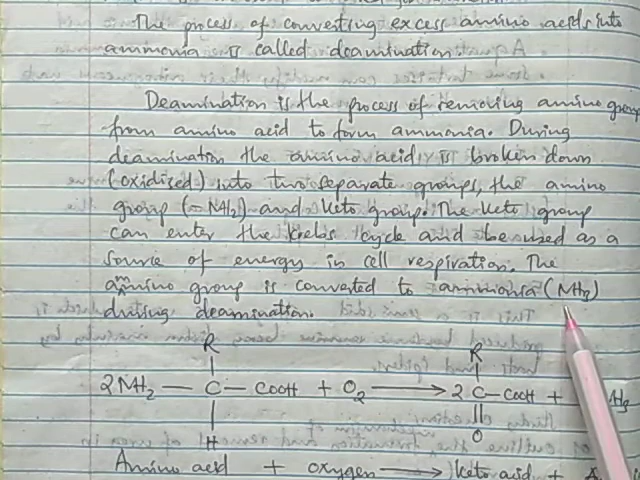 The process of converting excess amino acids into
ammonia is called deamination.
Deamination is the process of removing amino group
from amino acid to form ammonia. During
deamination the amino acid is broken down
(oxidised) into two separate groups, the amino
group (-NH2) and keto group. The keto group
can enter the krebs cycle and be used as a
source of energy in cell respiration. The
amino group is converted to ammonia (NH3)
during deamination.
R R
2NH2 — C — COOH + O2 → 2 C — COOH + H3
H O
Amino acid + oxygen → keto acid + A